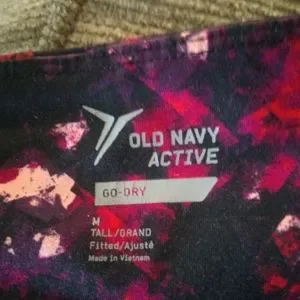 OLD NAVY
ACTIVE
GO-DRY
M
TALL/GRAND
Fitted/Ajusté
Made in Vietnam